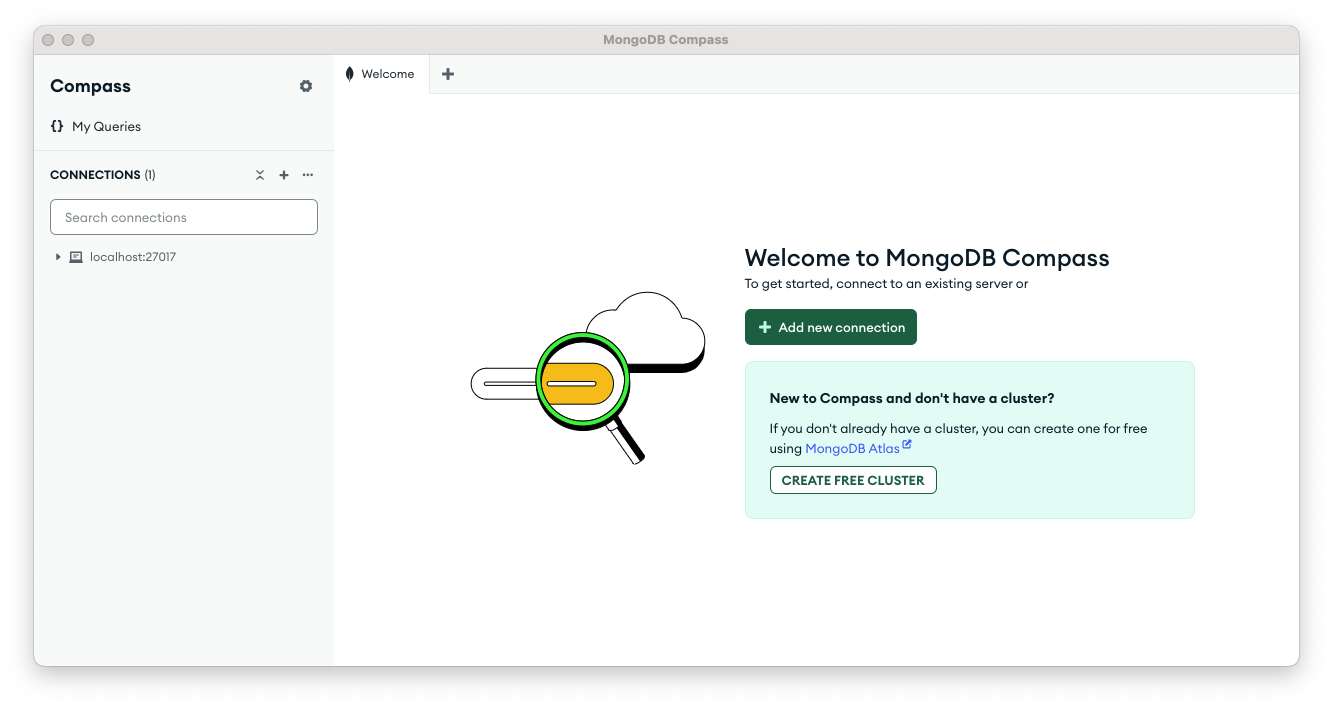 MongoDB Compass
Compass
{} My Queries
CONNECTIONS (1)
Search connections
localhost:27017
Welcome
Welcome to MongoDB Compass
To get started, connect to an existing server or
Add new connection
New to Compass and don't have a cluster?
If you don't already have a cluster, you can create one for free
using MongoDB Atlas
CREATE FREE CLUSTER